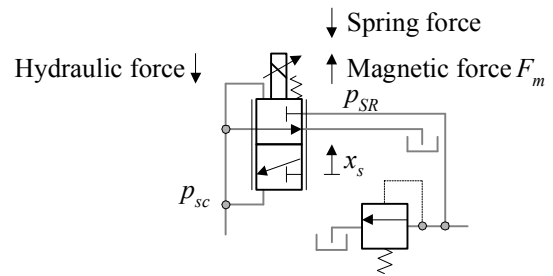 Spring force
Hydraulic force
Magnetic force F_m
p_SR
x_s
p_sc